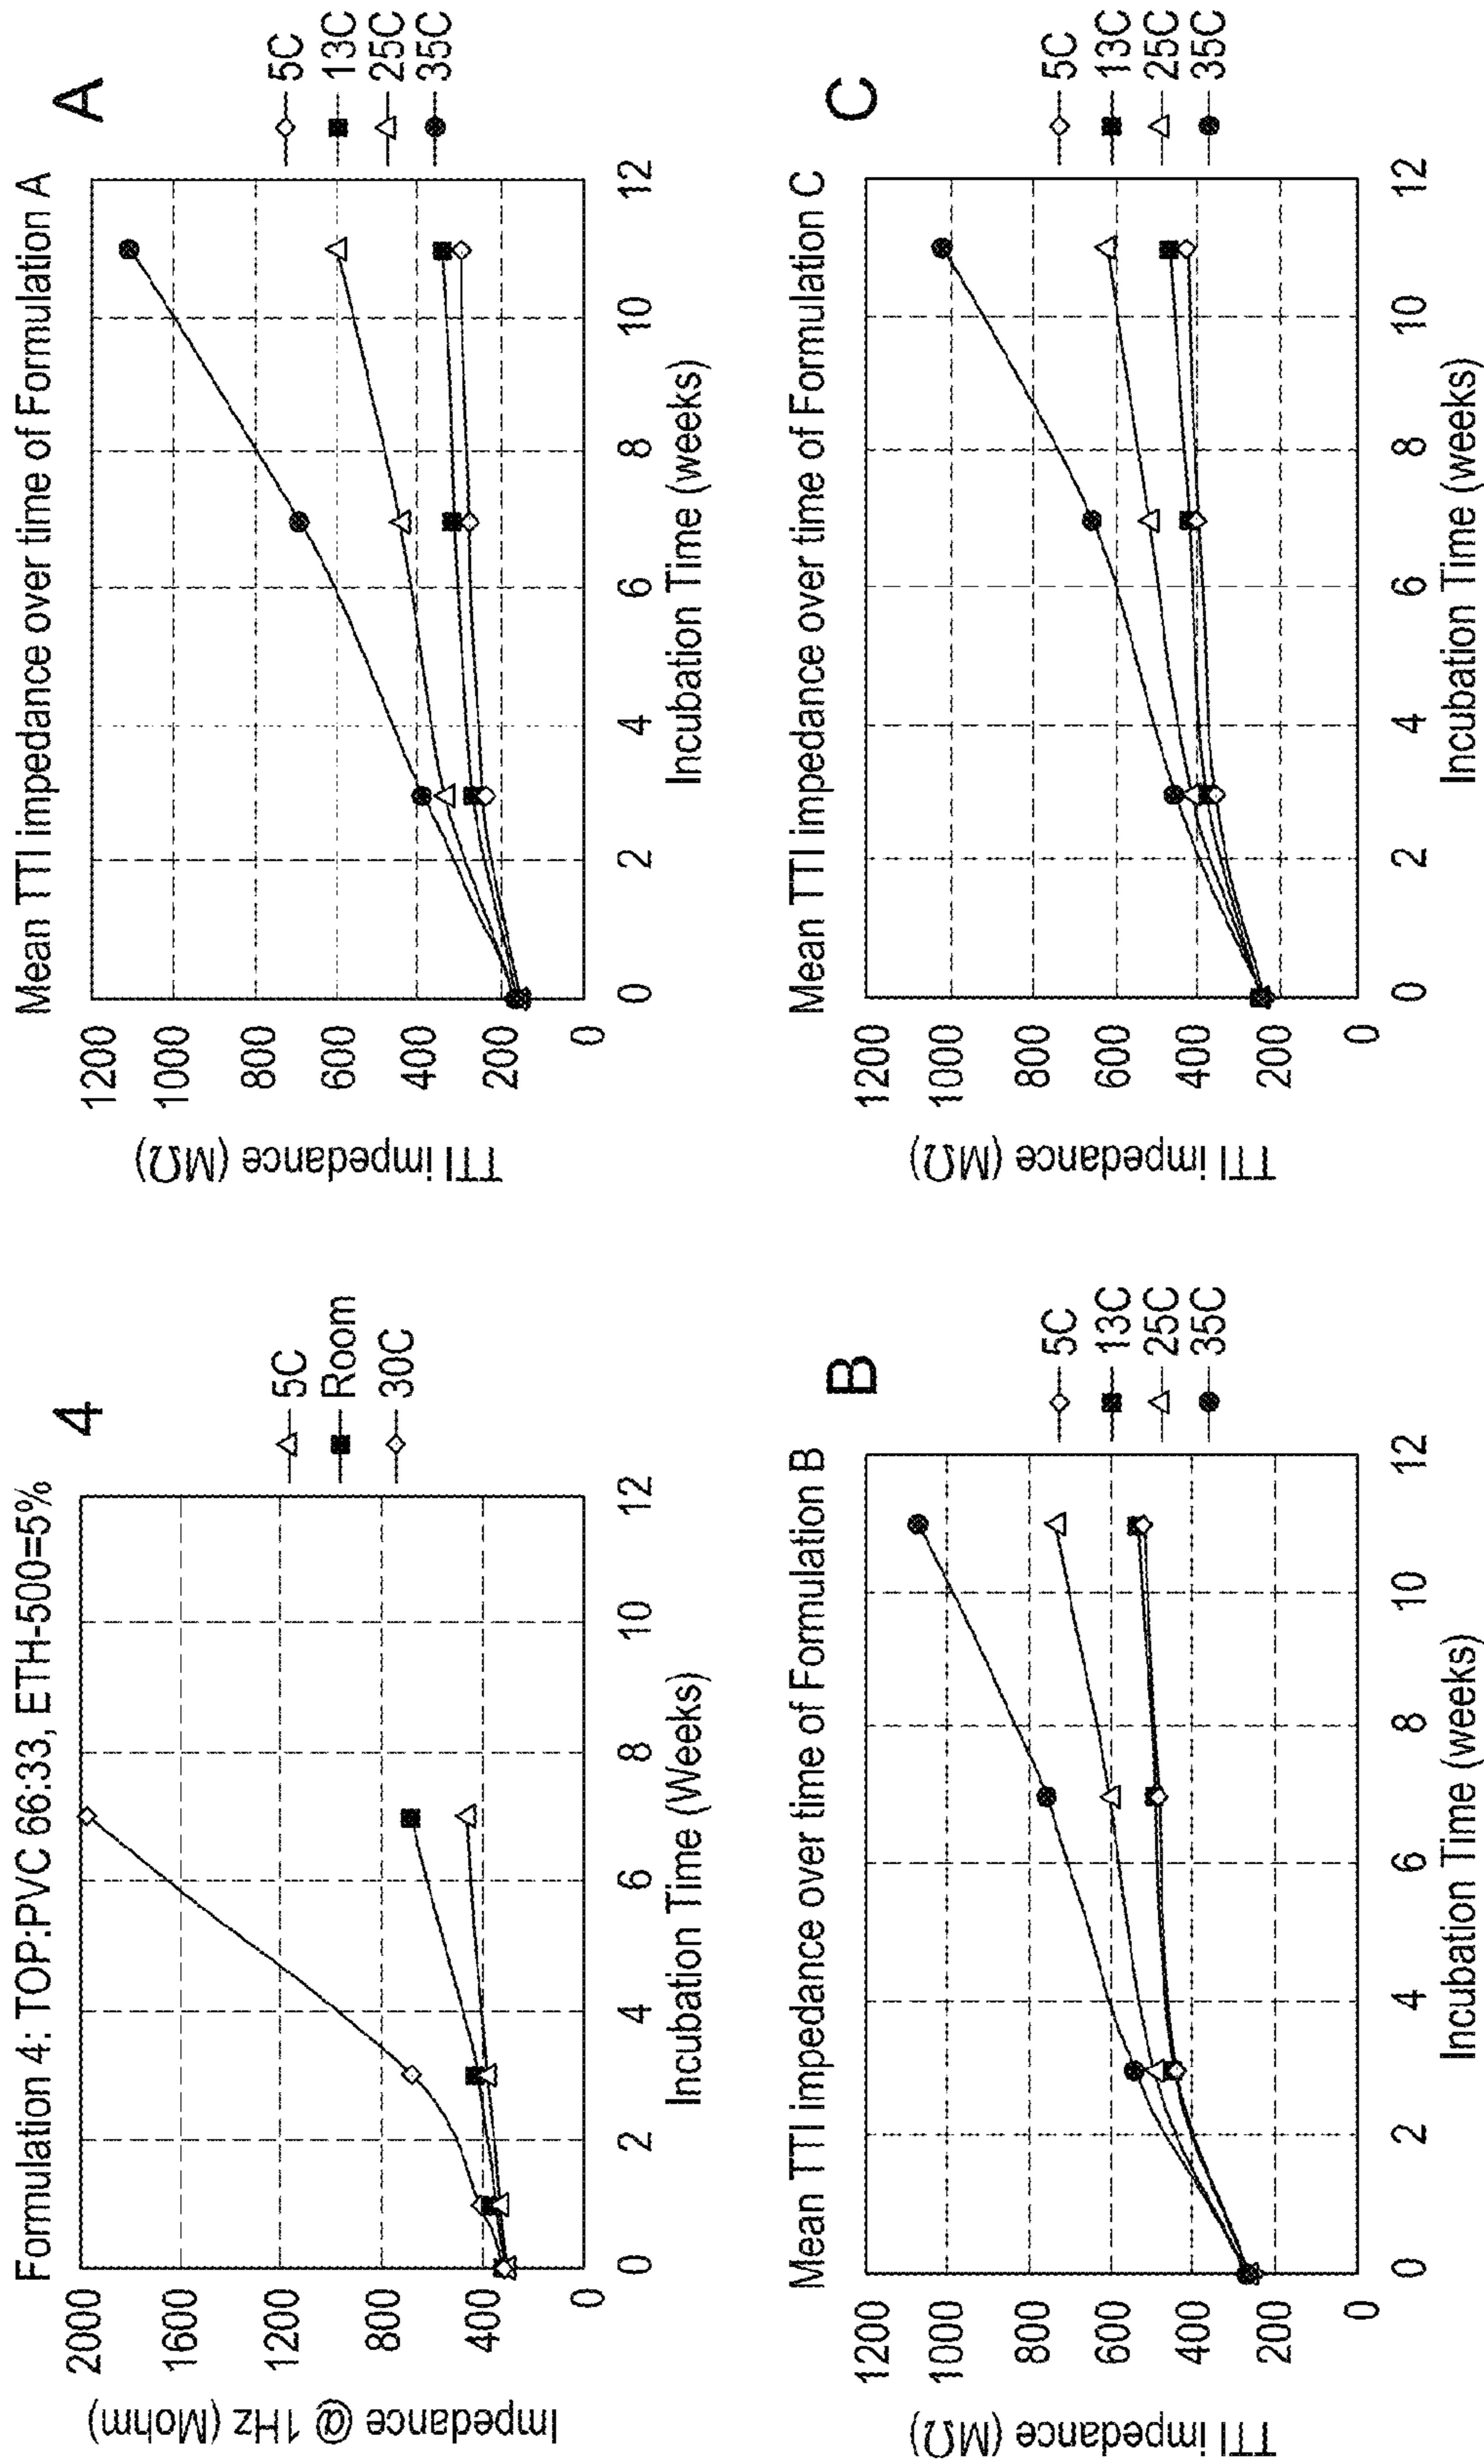 Formulation 4: TOP:PVC 66:33, ETH-500=5%
4
Impedance @ 1Hz (Mohm)
2000
1600
1200
800
400
0
0 2 4 6 8 10 12
Incubation Time (Weeks)
5C
Room
30C
Mean TTI impedance over time of Formulation A
A
TTI impedance (MΩ)
1200
1000
800
600
400
200
0
0 2 4 6 8 10 12
Incubation Time (weeks)
5C
13C
25C
35C
Mean TTI impedance over time of Formulation B
B
TTI impedance (MΩ)
1200
1000
800
600
400
200
0
0 2 4 6 8 10 12
Incubation Time (weeks)
5C
13C
25C
35C
Mean TTI impedance over time of Formulation C
C
TTI impedance (MΩ)
1200
1000
800
600
400
200
0
0 2 4 6 8 10 12
Incubation Time (weeks)
5C
13C
25C
35C